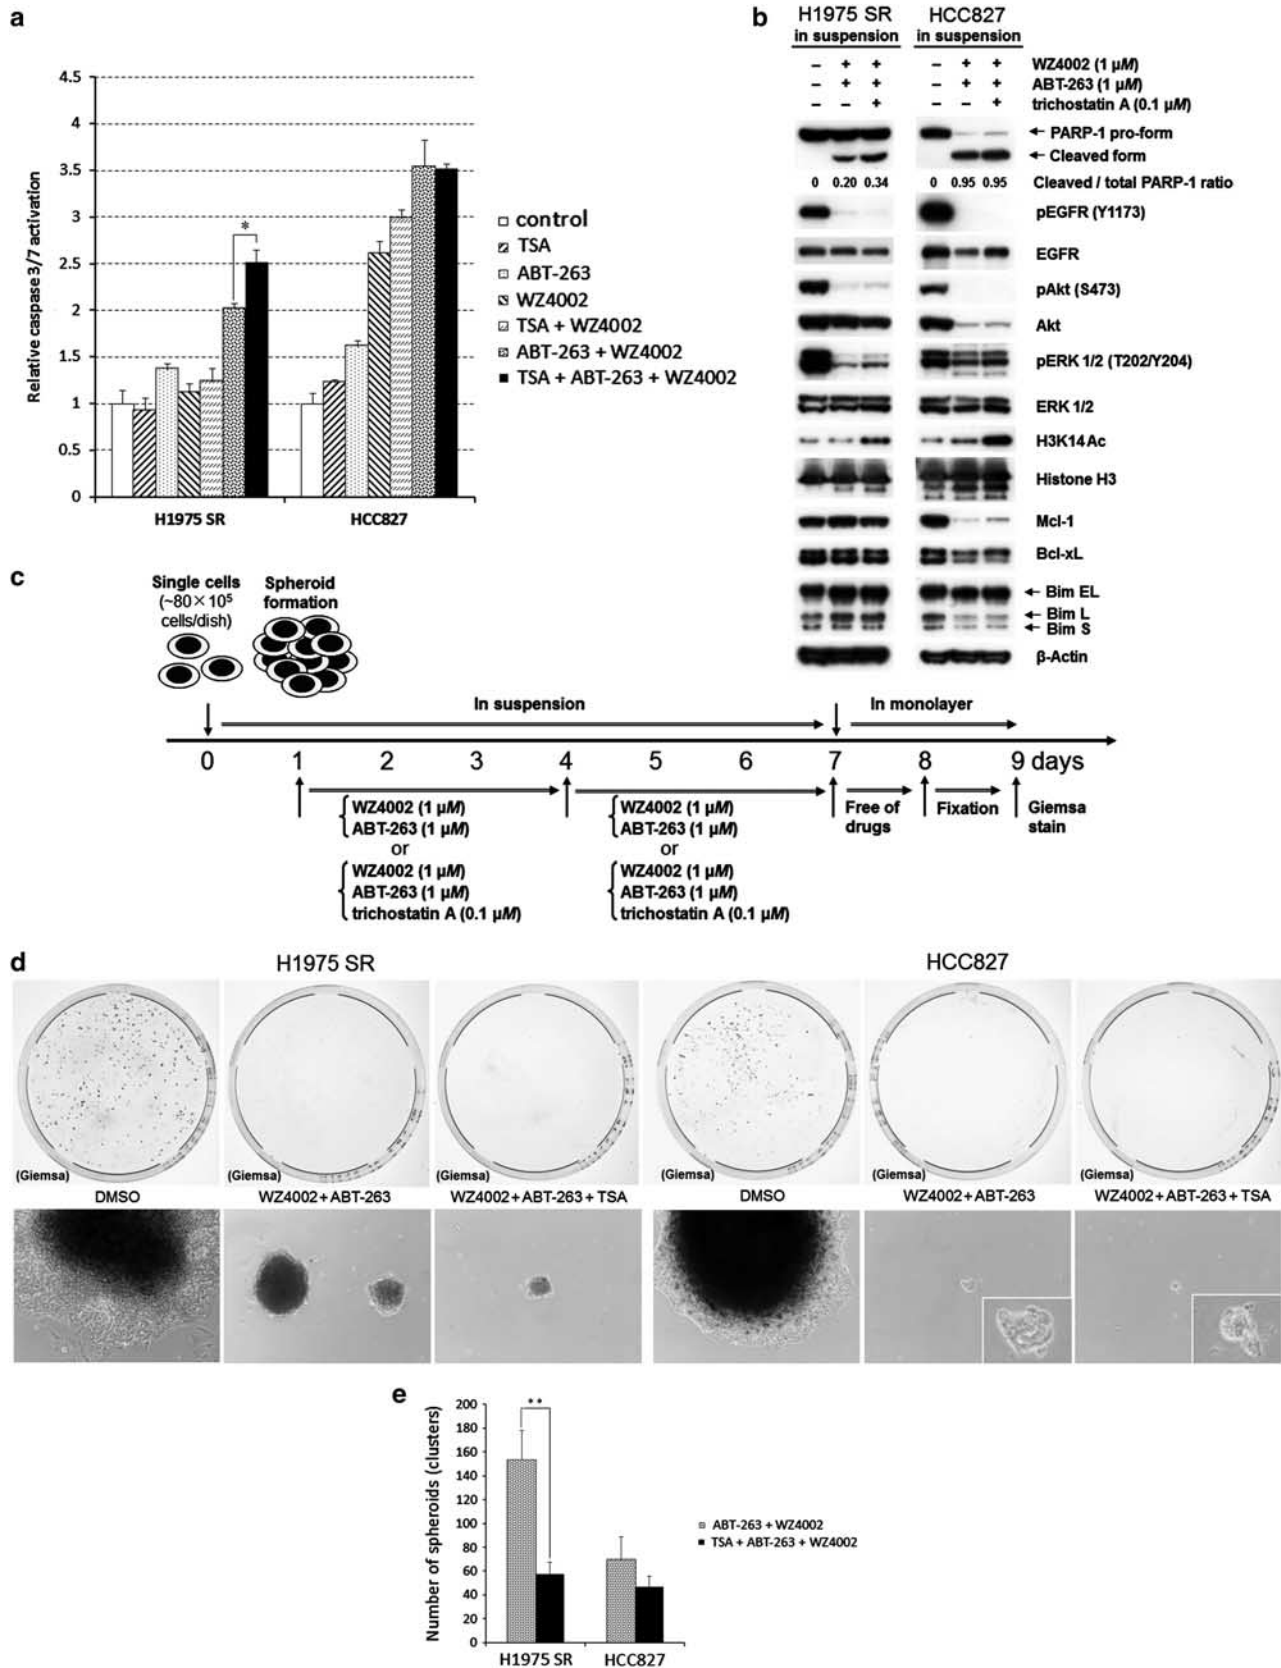 a
4.5
4
3.5
3
2.5
2
1.5
1
0.5
0
Relative caspase 3/7 activation
*
H1975 SR
HCC827
control
TSA
ABT-263
WZ4002
TSA + WZ4002
ABT-263 + WZ4002
TSA + ABT-263 + WZ4002
b
H1975 SR
in suspension
HCC827
in suspension
– + + – + + WZ4002 (1 µM)
– + + – + + ABT-263 (1 µM)
– – + – – + trichostatin A (0.1 µM)
← PARP-1 pro-form
← Cleaved form
0 0.20 0.34 0 0.95 0.95 Cleaved / total PARP-1 ratio
pEGFR (Y1173)
EGFR
pAkt (S473)
Akt
pERK 1/2 (T202/Y204)
ERK 1/2
H3K14 Ac
Histone H3
Mcl-1
Bcl-xL
← Bim EL
← Bim L
← Bim S
β-Actin
c
Single cells
(~80×10⁵
cells/dish)
Spheroid
formation
In suspension
In monolayer
0 1 2 3 4 5 6 7 8 9 days
WZ4002 (1 µM)
ABT-263 (1 µM)
or
WZ4002 (1 µM)
ABT-263 (1 µM)
trichostatin A (0.1 µM)
WZ4002 (1 µM)
ABT-263 (1 µM)
or
WZ4002 (1 µM)
ABT-263 (1 µM)
trichostatin A (0.1 µM)
Free of
drugs
Fixation
Giemsa
stain
d
H1975 SR
HCC827
(Giemsa)
(Giemsa)
(Giemsa)
(Giemsa)
(Giemsa)
(Giemsa)
DMSO
WZ4002+ABT-263
WZ4002+ABT-263+TSA
DMSO
WZ4002+ABT-263
WZ4002+ABT-263+TSA
e
200
180
160
140
120
100
80
60
40
20
0
Number of spheroids (clusters)
**
H1975 SR
HCC827
ABT-263 + WZ4002
TSA + ABT-263 + WZ4002